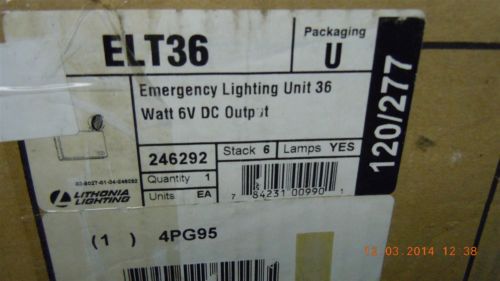 ELT36
Packaging
U
Emergency Lighting Unit 36
Watt 6V DC Output
120/277
246292
Stack 6
Lamps YES
Quantity 1
Units EA
7 84231 00990 1
LITHONIA
LIGHTING
( 1 ) 4PG95
12.03.2014 12:38